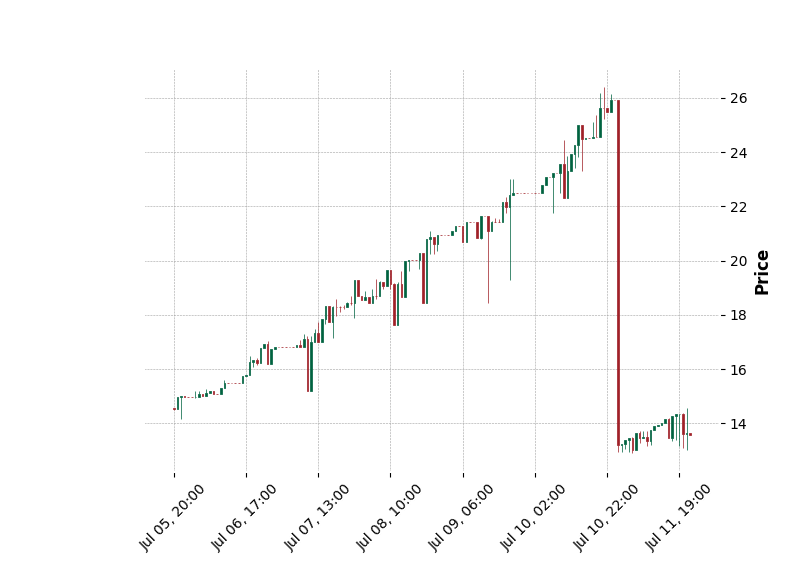 26
24
22
20
18
16
14
Price
Jul 05, 20:00
Jul 06, 17:00
Jul 07, 13:00
Jul 08, 10:00
Jul 09, 06:00
Jul 10, 02:00
Jul 10, 22:00
Jul 11, 19:00